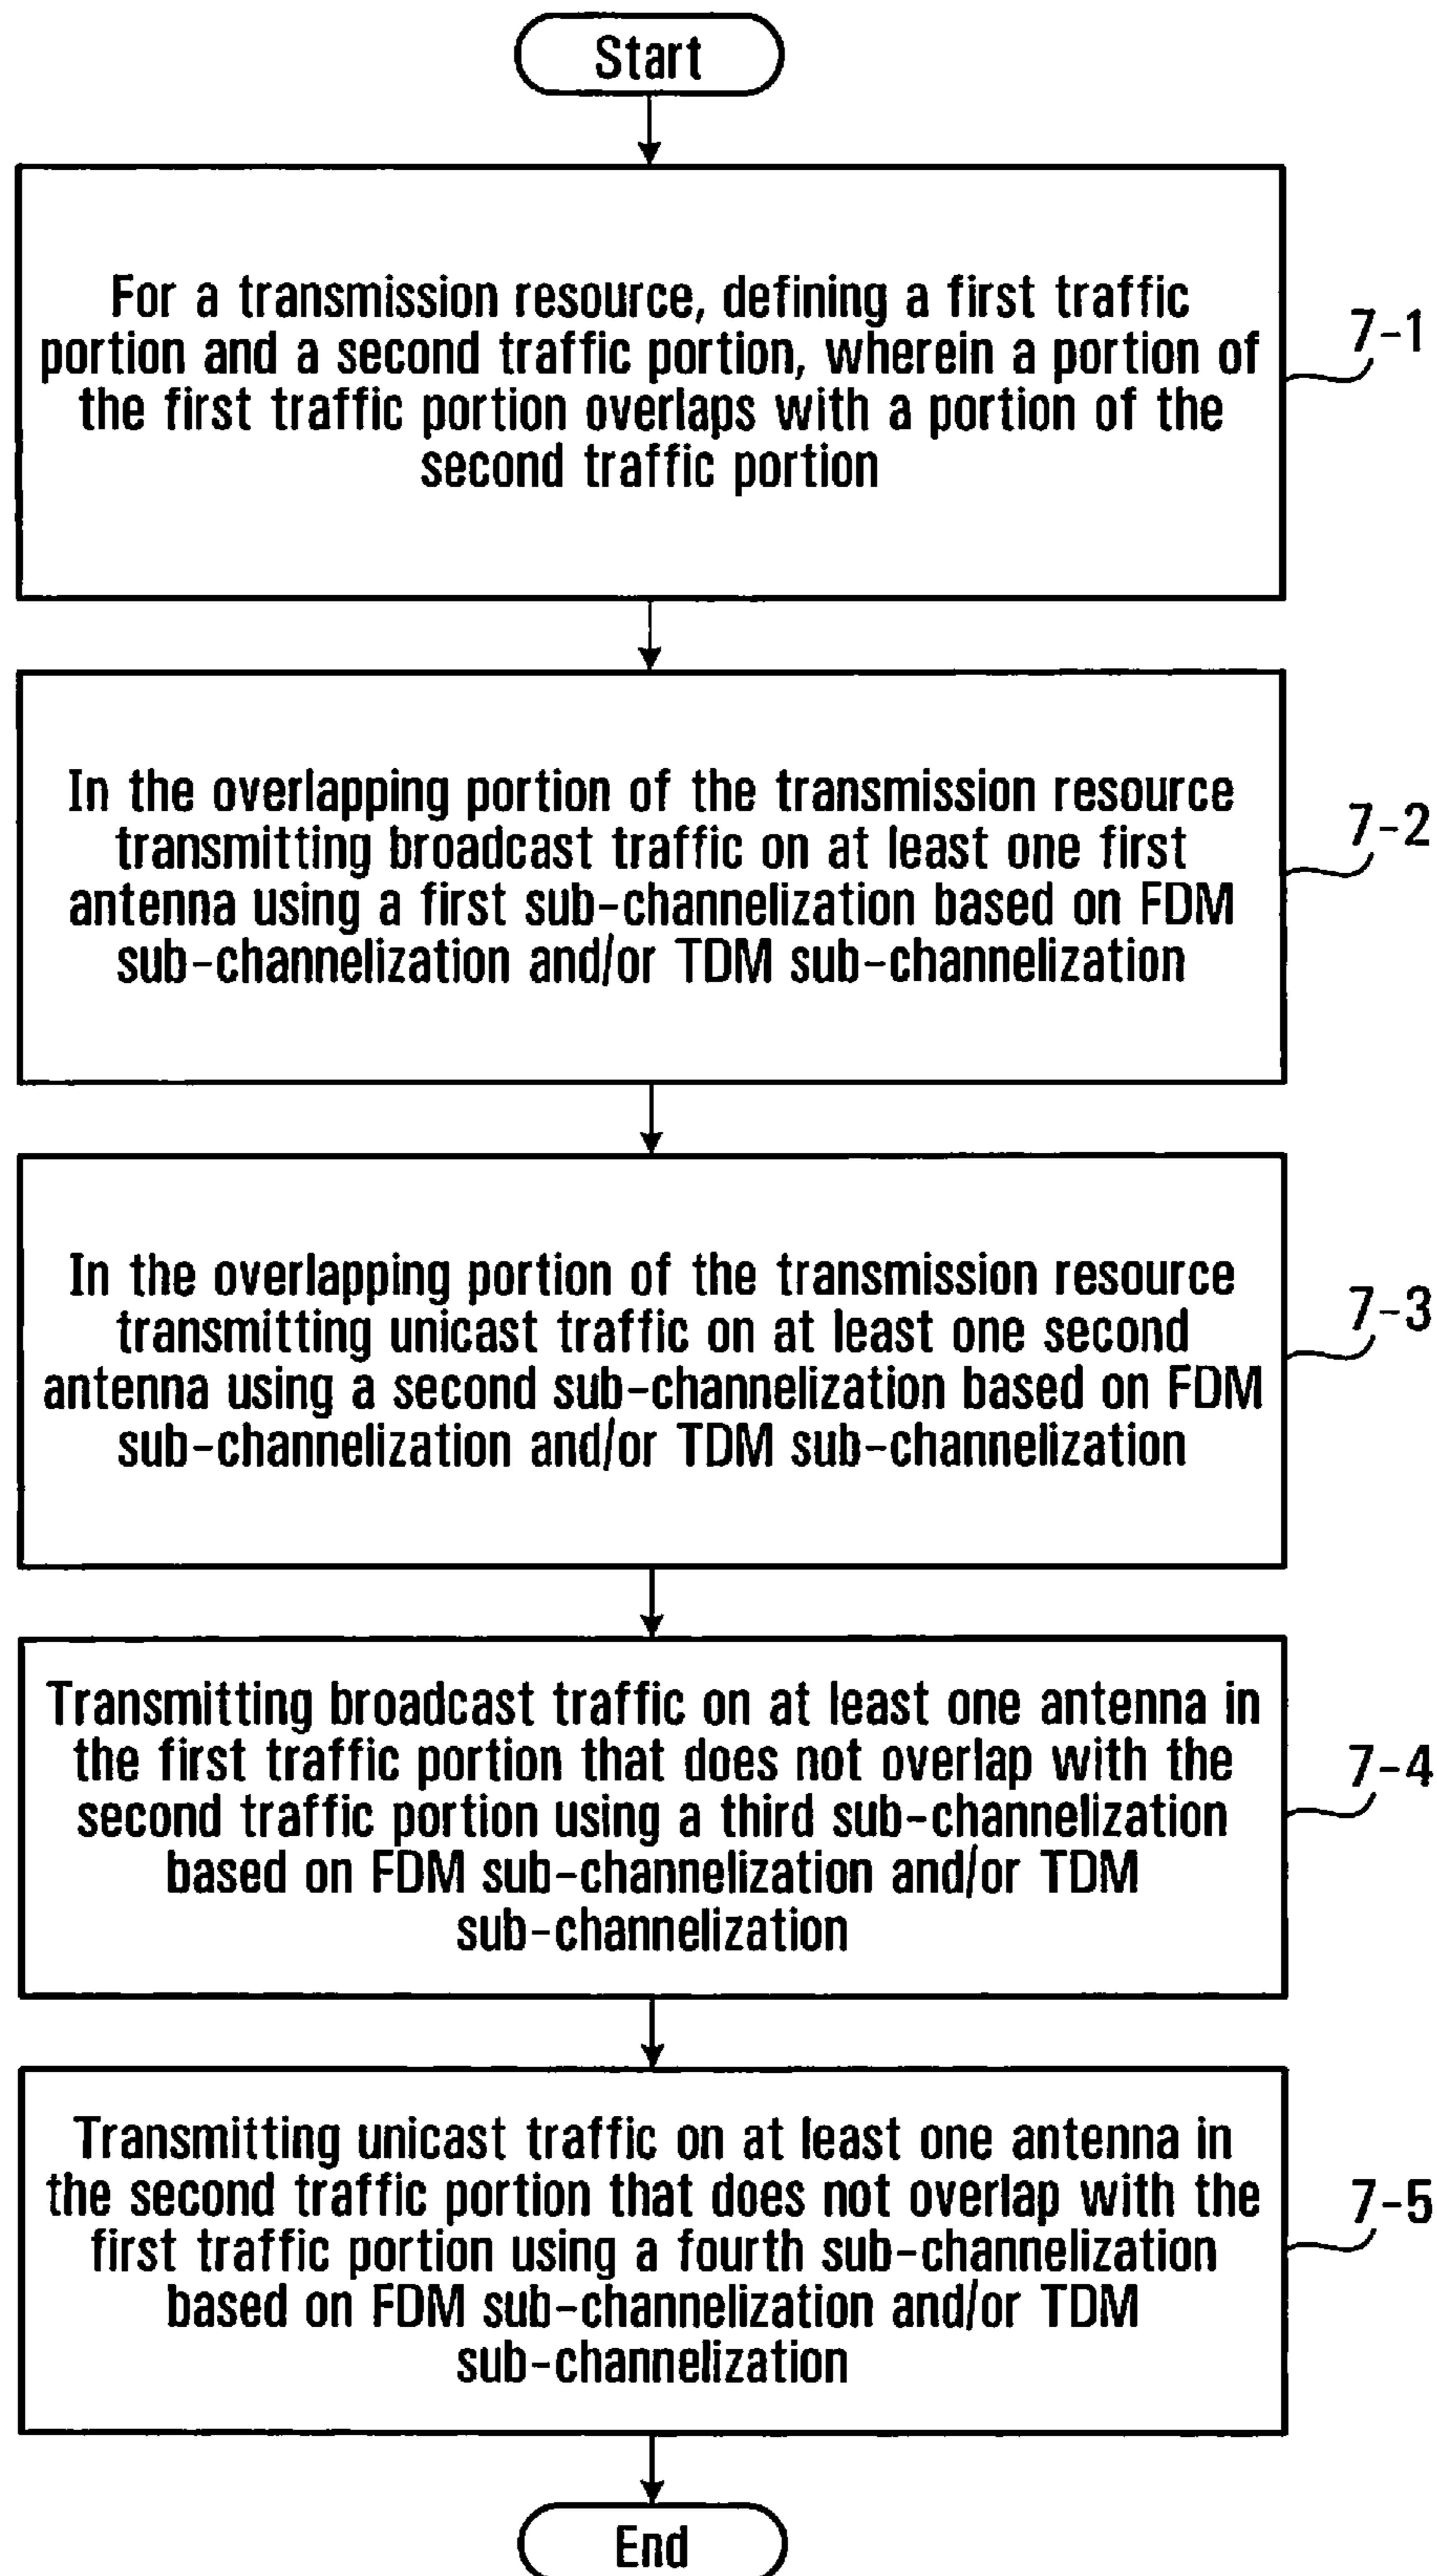 Start
For a transmission resource, defining a first traffic
portion and a second traffic portion, wherein a portion of
the first traffic portion overlaps with a portion of the
second traffic portion
7-1
In the overlapping portion of the transmission resource
transmitting broadcast traffic on at least one first
antenna using a first sub-channelization based on FDM
sub-channelization and/or TDM sub-channelization
7-2
In the overlapping portion of the transmission resource
transmitting unicast traffic on at least one second
antenna using a second sub-channelization based on FDM
sub-channelization and/or TDM sub-channelization
7-3
Transmitting broadcast traffic on at least one antenna in
the first traffic portion that does not overlap with the
second traffic portion using a third sub-channelization
based on FDM sub-channelization and/or TDM
sub-channelization
7-4
Transmitting unicast traffic on at least one antenna in
the second traffic portion that does not overlap with the
first traffic portion using a fourth sub-channelization
based on FDM sub-channelization and/or TDM
sub-channelization
7-5
End